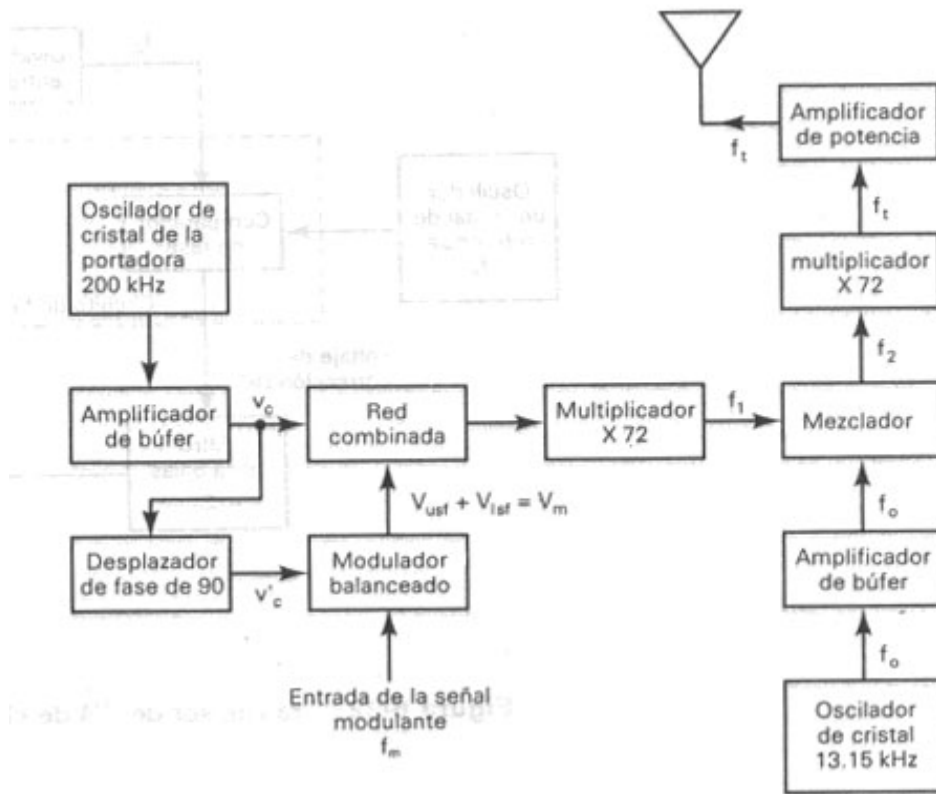 Amplificador
de potencia
f_t
f_t
Oscilador de
cristal de la
portadora
200 kHz
multiplicador
X 72
f_2
Amplificador
de búfer
v_c
Red
combinada
Multiplicador
X 72
f_1
Mezclador
V_usf + V_lsf = V_m
f_o
Desplazador
de fase de 90
v'_c
Modulador
balanceado
Amplificador
de búfer
f_o
Entrada de la señal
modulante
f_m
Oscilador
de cristal
13.15 kHz